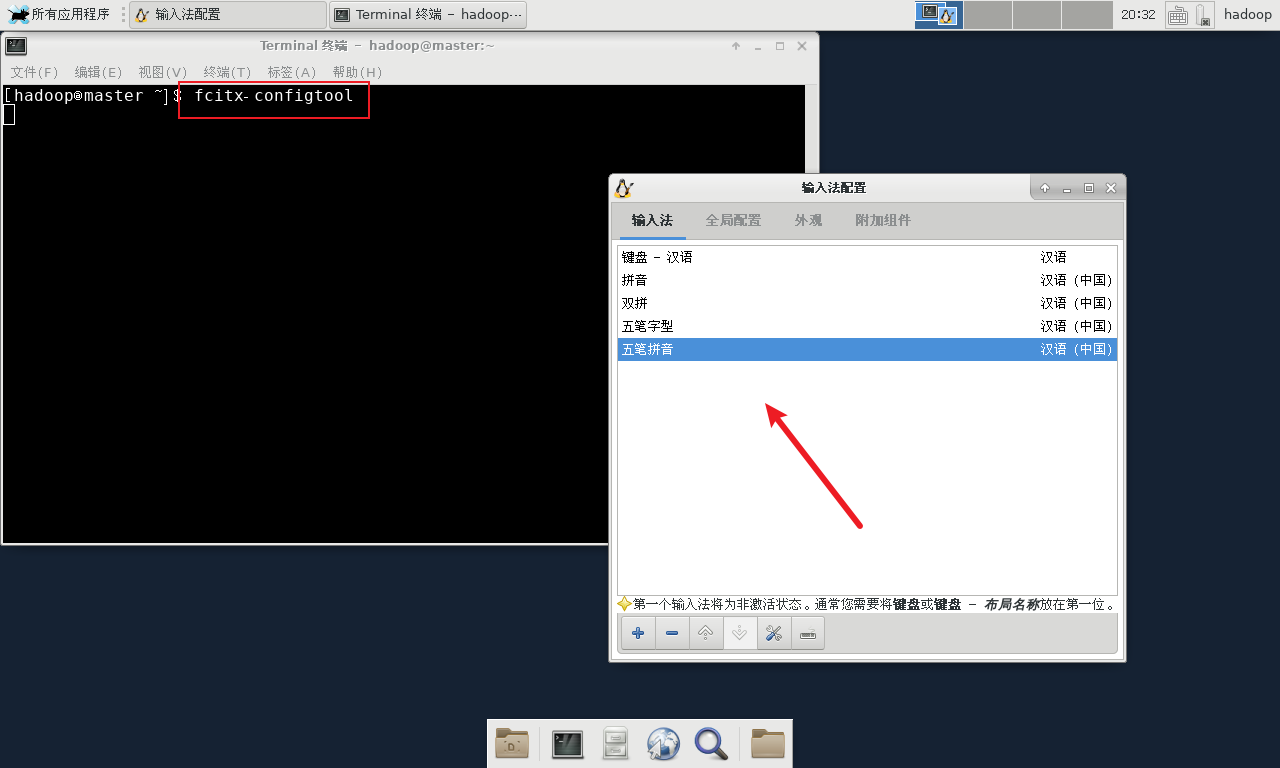 所有应用程序 输入法配置 Terminal 终端 - hadoop··· 20:32 hadoop
Terminal 终端 - hadoop@master:~
文件(F) 编辑(E) 视图(V) 终端(T) 标签(A) 帮助(H)
[hadoop@master ~]$ fcitx-configtool
输入法配置
输入法 全局配置 外观 附加组件
键盘 - 汉语 汉语
拼音 汉语 (中国)
双拼 汉语 (中国)
五笔字型 汉语 (中国)
五笔拼音 汉语 (中国)
第一个输入法将为非激活状态。通常您需要将键盘或键盘 - 布局名称放在第一位。